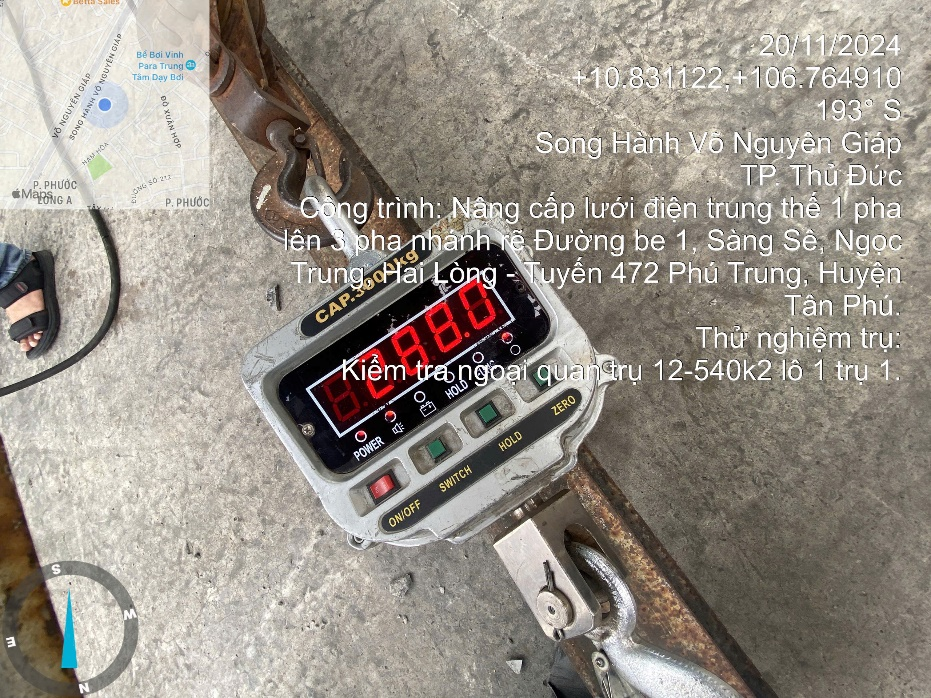 Betta Sales
Bể Bơi Vinh
Para Trung
Tâm Dạy Bơi
VÕ NGUYÊN GIÁP
SONG HÀNH VÕ NGUYÊN GIÁP
ĐỖ XUÂN HỢP
NAM HÒA
ĐƯỜNG SỐ 212
P. PHƯỚC
LONG A
P. PHƯỚC
Maps
20/11/2024
+10.831122,+106.764910
193° S
Song Hành Võ Nguyên Giáp
TP. Thủ Đức
Công trình: Nâng cấp lưới điện trung thế 1 pha
lên 3 pha nhánh rẽ Đường be 1, Sàng Sê, Ngọc
Trung, Hai Lòng - Tuyến 472 Phú Trung, Huyện
Tân Phú.
Thử nghiệm trụ:
Kiểm tra ngoại quan trụ 12-540k2 lô 1 trụ 1.
CAP.3000kg
288.0
POWER
HOLD
ON/OFF
SWITCH
HOLD
ZERO
S
W
E
N